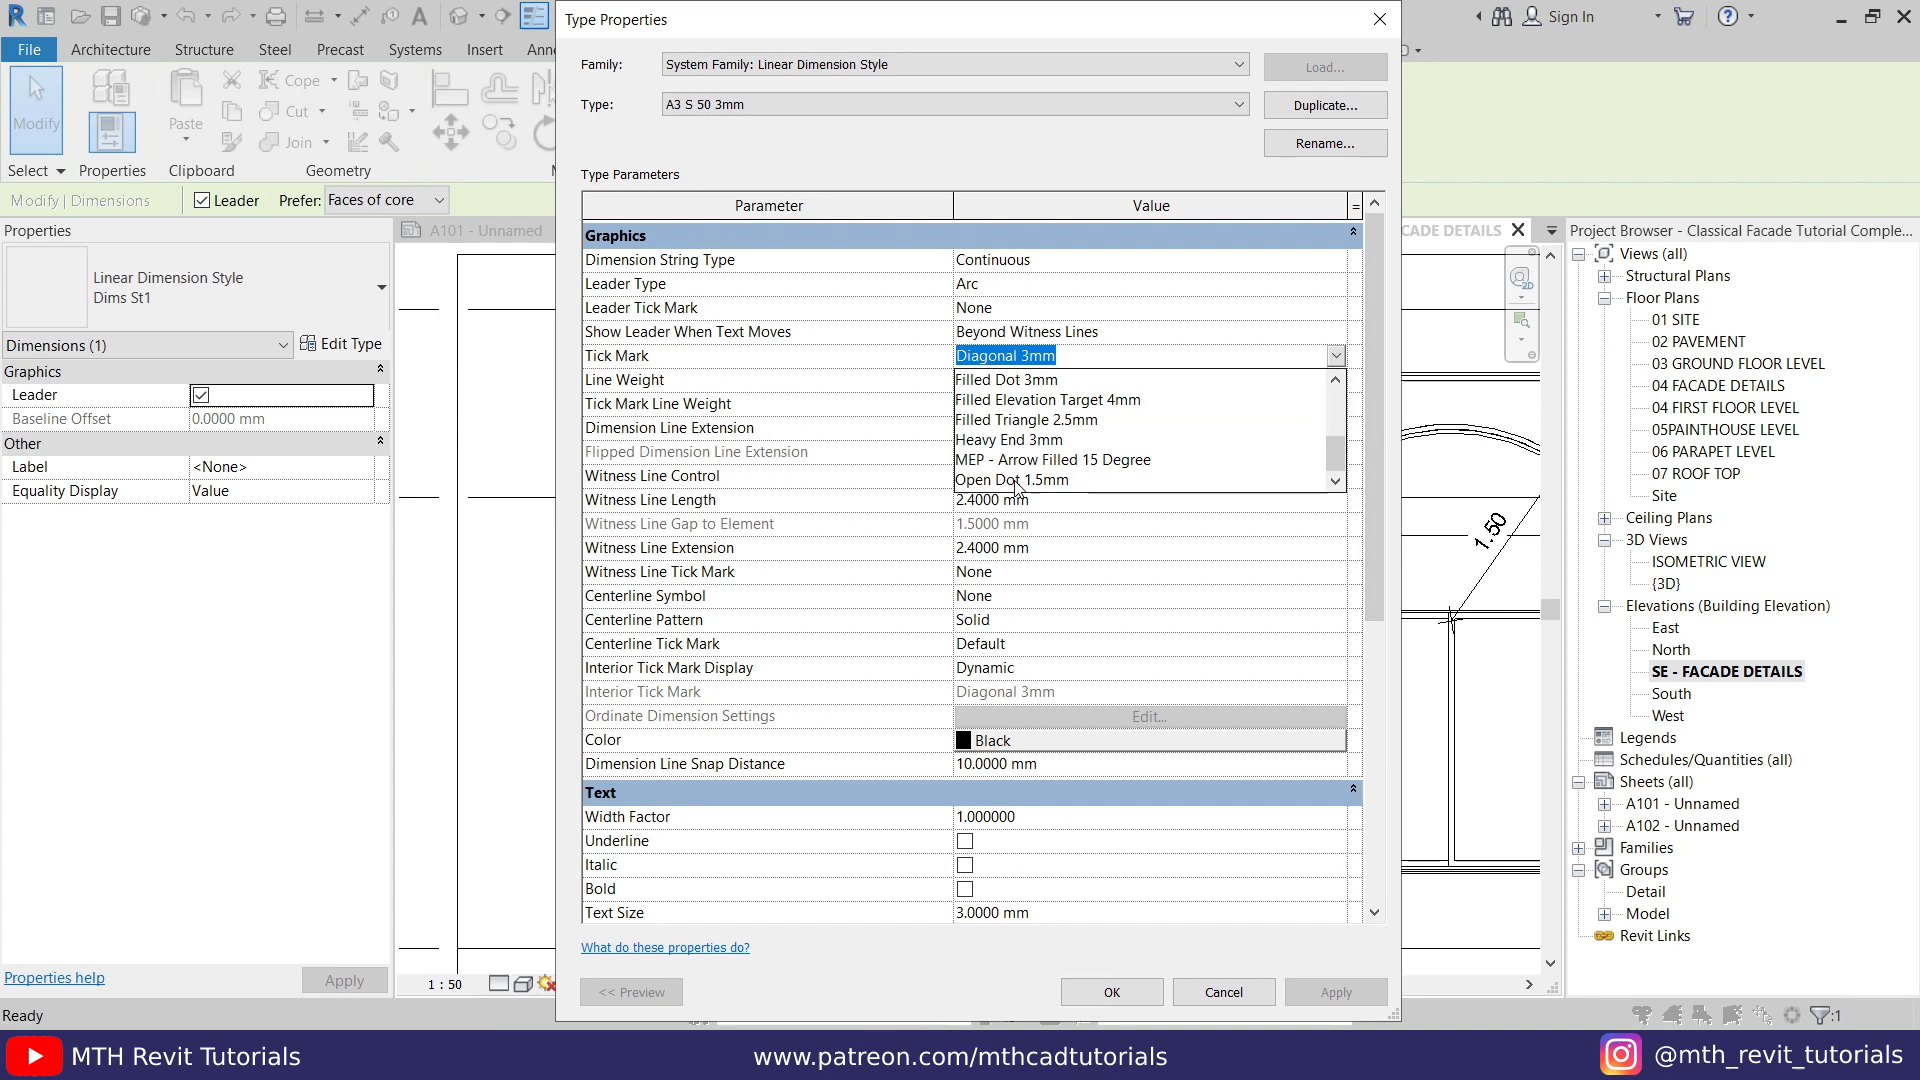 Sign In
File
Architecture
Structure
Steel
Precast
Systems
Insert
Ann
Modify
Paste
Cope
Cut
Join
Select
Properties
Clipboard
Geometry
Modify | Dimensions
Leader
Prefer:
Faces of core
Properties
Linear Dimension Style
Dims St1
Dimensions (1)
Edit Type
Graphics
Leader
Baseline Offset
0.0000 mm
Other
Label
<None>
Equality Display
Value
Properties help
Apply
Ready
A101 - Unnamed
1 : 50
Type Properties
Family:
System Family: Linear Dimension Style
Load...
Type:
A3 S 50 3mm
Duplicate...
Rename...
Type Parameters
Parameter
Value
=
Graphics
Dimension String Type
Continuous
Leader Type
Arc
Leader Tick Mark
None
Show Leader When Text Moves
Beyond Witness Lines
Tick Mark
Diagonal 3mm
Filled Dot 3mm
Filled Elevation Target 4mm
Filled Triangle 2.5mm
Heavy End 3mm
MEP - Arrow Filled 15 Degree
Open Dot 1.5mm
Line Weight
Tick Mark Line Weight
Dimension Line Extension
Flipped Dimension Line Extension
Witness Line Control
Witness Line Length
2.4000 mm
Witness Line Gap to Element
1.5000 mm
Witness Line Extension
2.4000 mm
Witness Line Tick Mark
None
Centerline Symbol
None
Centerline Pattern
Solid
Centerline Tick Mark
Default
Interior Tick Mark Display
Dynamic
Interior Tick Mark
Diagonal 3mm
Ordinate Dimension Settings
Edit...
Color
Black
Dimension Line Snap Distance
10.0000 mm
Text
Width Factor
1.000000
Underline
Italic
Bold
Text Size
3.0000 mm
What do these properties do?
<< Preview
OK
Cancel
Apply
CADE DETAILS
2D
1.50
Project Browser - Classical Facade Tutorial Comple...
Views (all)
Structural Plans
Floor Plans
01 SITE
02 PAVEMENT
03 GROUND FLOOR LEVEL
04 FACADE DETAILS
04 FIRST FLOOR LEVEL
05PAINTHOUSE LEVEL
06 PARAPET LEVEL
07 ROOF TOP
Site
Ceiling Plans
3D Views
ISOMETRIC VIEW
{3D}
Elevations (Building Elevation)
East
North
SE - FACADE DETAILS
South
West
Legends
Schedules/Quantities (all)
Sheets (all)
A101 - Unnamed
A102 - Unnamed
Families
Groups
Detail
Model
Revit Links
:1
MTH Revit Tutorials
www.patreon.com/mthcadtutorials
@mth_revit_tutorials